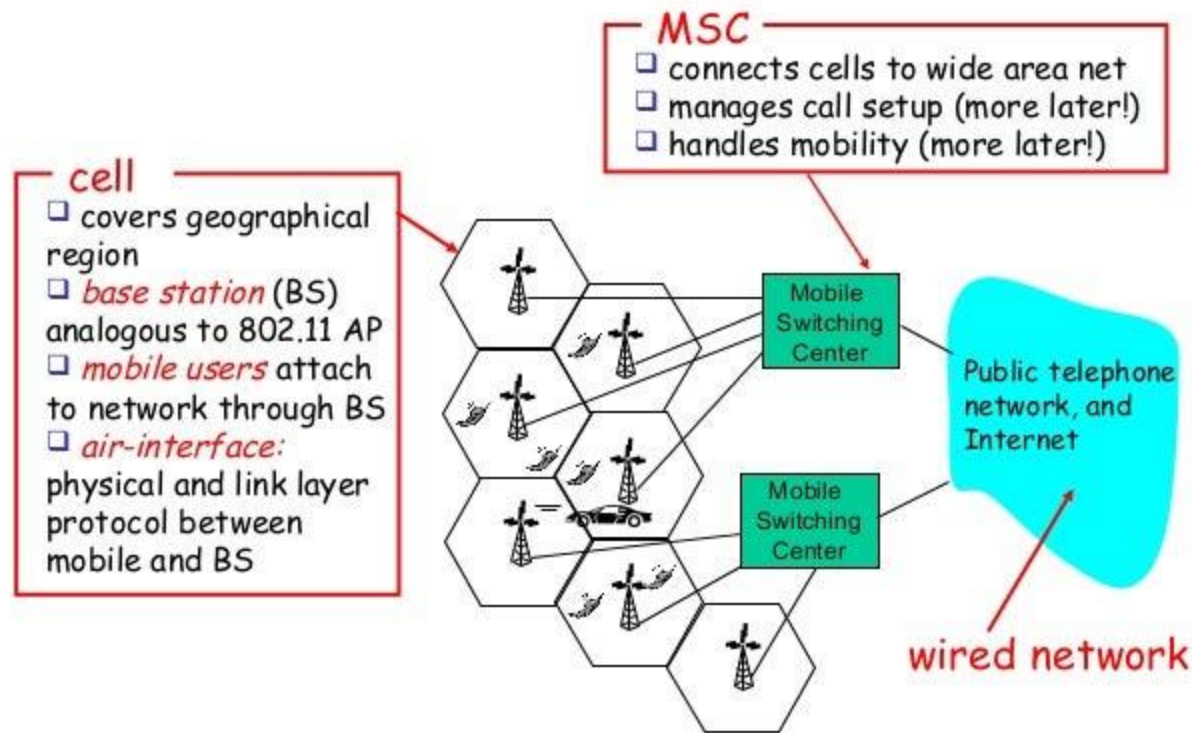 MSC
❑ connects cells to wide area net
❑ manages call setup (more later!)
❑ handles mobility (more later!)
cell
❑ covers geographical
region
❑ base station (BS)
analogous to 802.11 AP
❑ mobile users attach
to network through BS
❑ air-interface:
physical and link layer
protocol between
mobile and BS
Mobile
Switching
Center
Public telephone
network, and
Internet
Mobile
Switching
Center
wired network